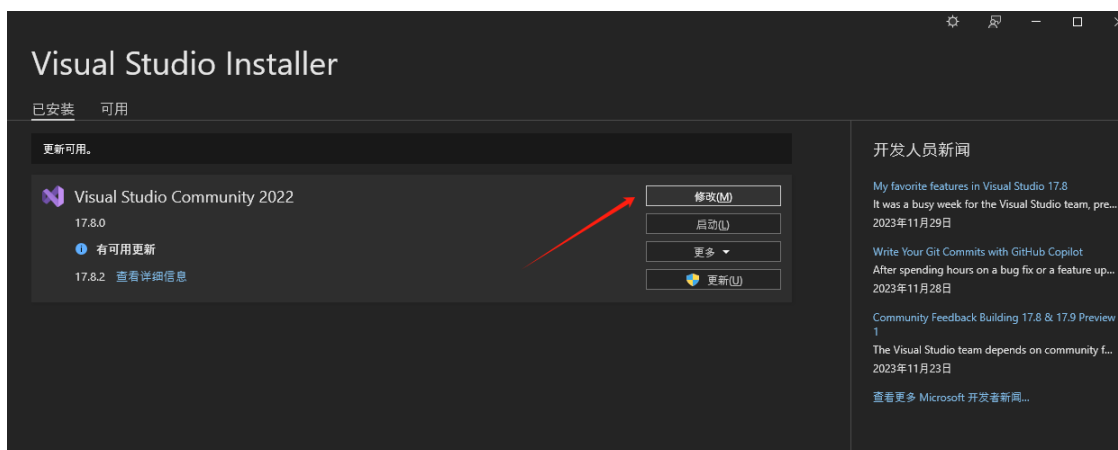 Visual Studio Installer
已安装 可用
更新可用。
Visual Studio Community 2022
17.8.0
有可用更新
17.8.2 查看详细信息
修改(M)
启动(L)
更多
更新(U)
开发人员新闻
My favorite features in Visual Studio 17.8
It was a busy week for the Visual Studio team, pre...
2023年11月29日
Write Your Git Commits with GitHub Copilot
After spending hours on a bug fix or a feature up...
2023年11月28日
Community Feedback Building 17.8 & 17.9 Preview
1
The Visual Studio team depends on community f...
2023年11月23日
查看更多 Microsoft 开发者新闻...